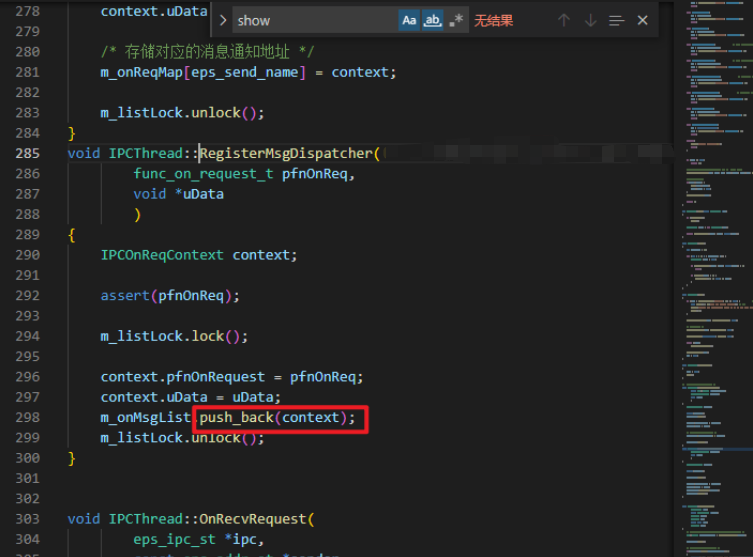 show
Aa ab .* 无结果
278 context.uData
279
280 /* 存储对应的消息通知地址 */
281 m_onReqMap[eps_send_name] = context;
282
283 m_listLock.unlock();
284 }
285 void IPCThread::RegisterMsgDispatcher(
286 func_on_request_t pfnOnReq,
287 void *uData
288 )
289 {
290 IPCOnReqContext context;
291
292 assert(pfnOnReq);
293
294 m_listLock.lock();
295
296 context.pfnOnRequest = pfnOnReq;
297 context.uData = uData;
298 m_onMsgList push_back(context);
299 m_listLock.unlock();
300 }
301
302
303 void IPCThread::OnRecvRequest(
304 eps_ipc_st *ipc,